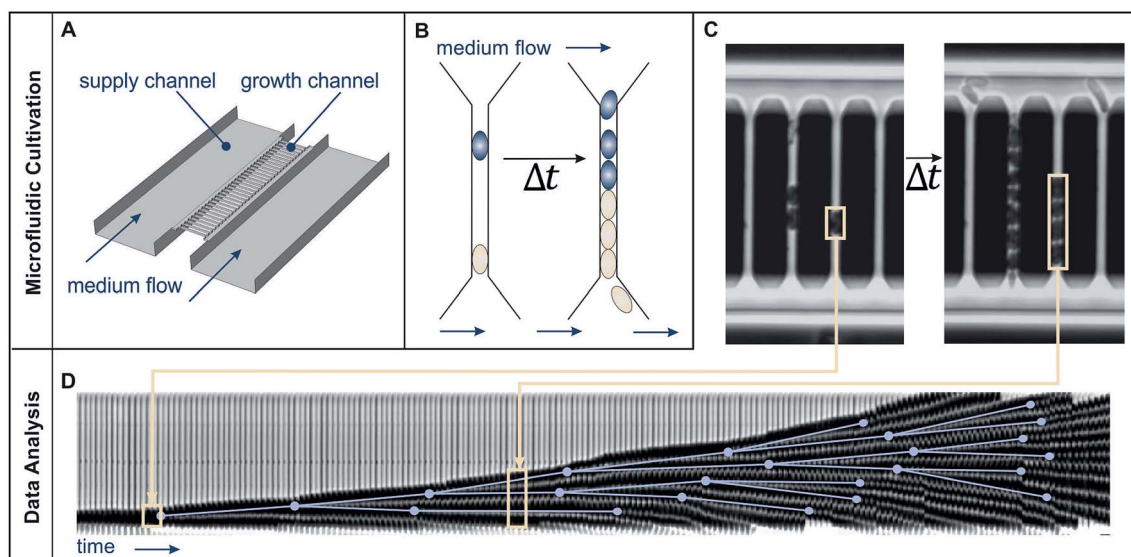 Microfluidic Cultivation
A
supply channel
growth channel
medium flow
B
medium flow
Δt
C
Δt
Data Analysis
D
time